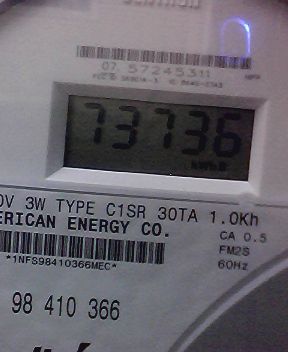 07. 57245311
73736
kWh
0V 3W TYPE C1SR 30TA 1.0Kh
ERICAN ENERGY CO.
CA 0.5
FM2S
60Hz
*1NFS98410366MEC*
98 410 366